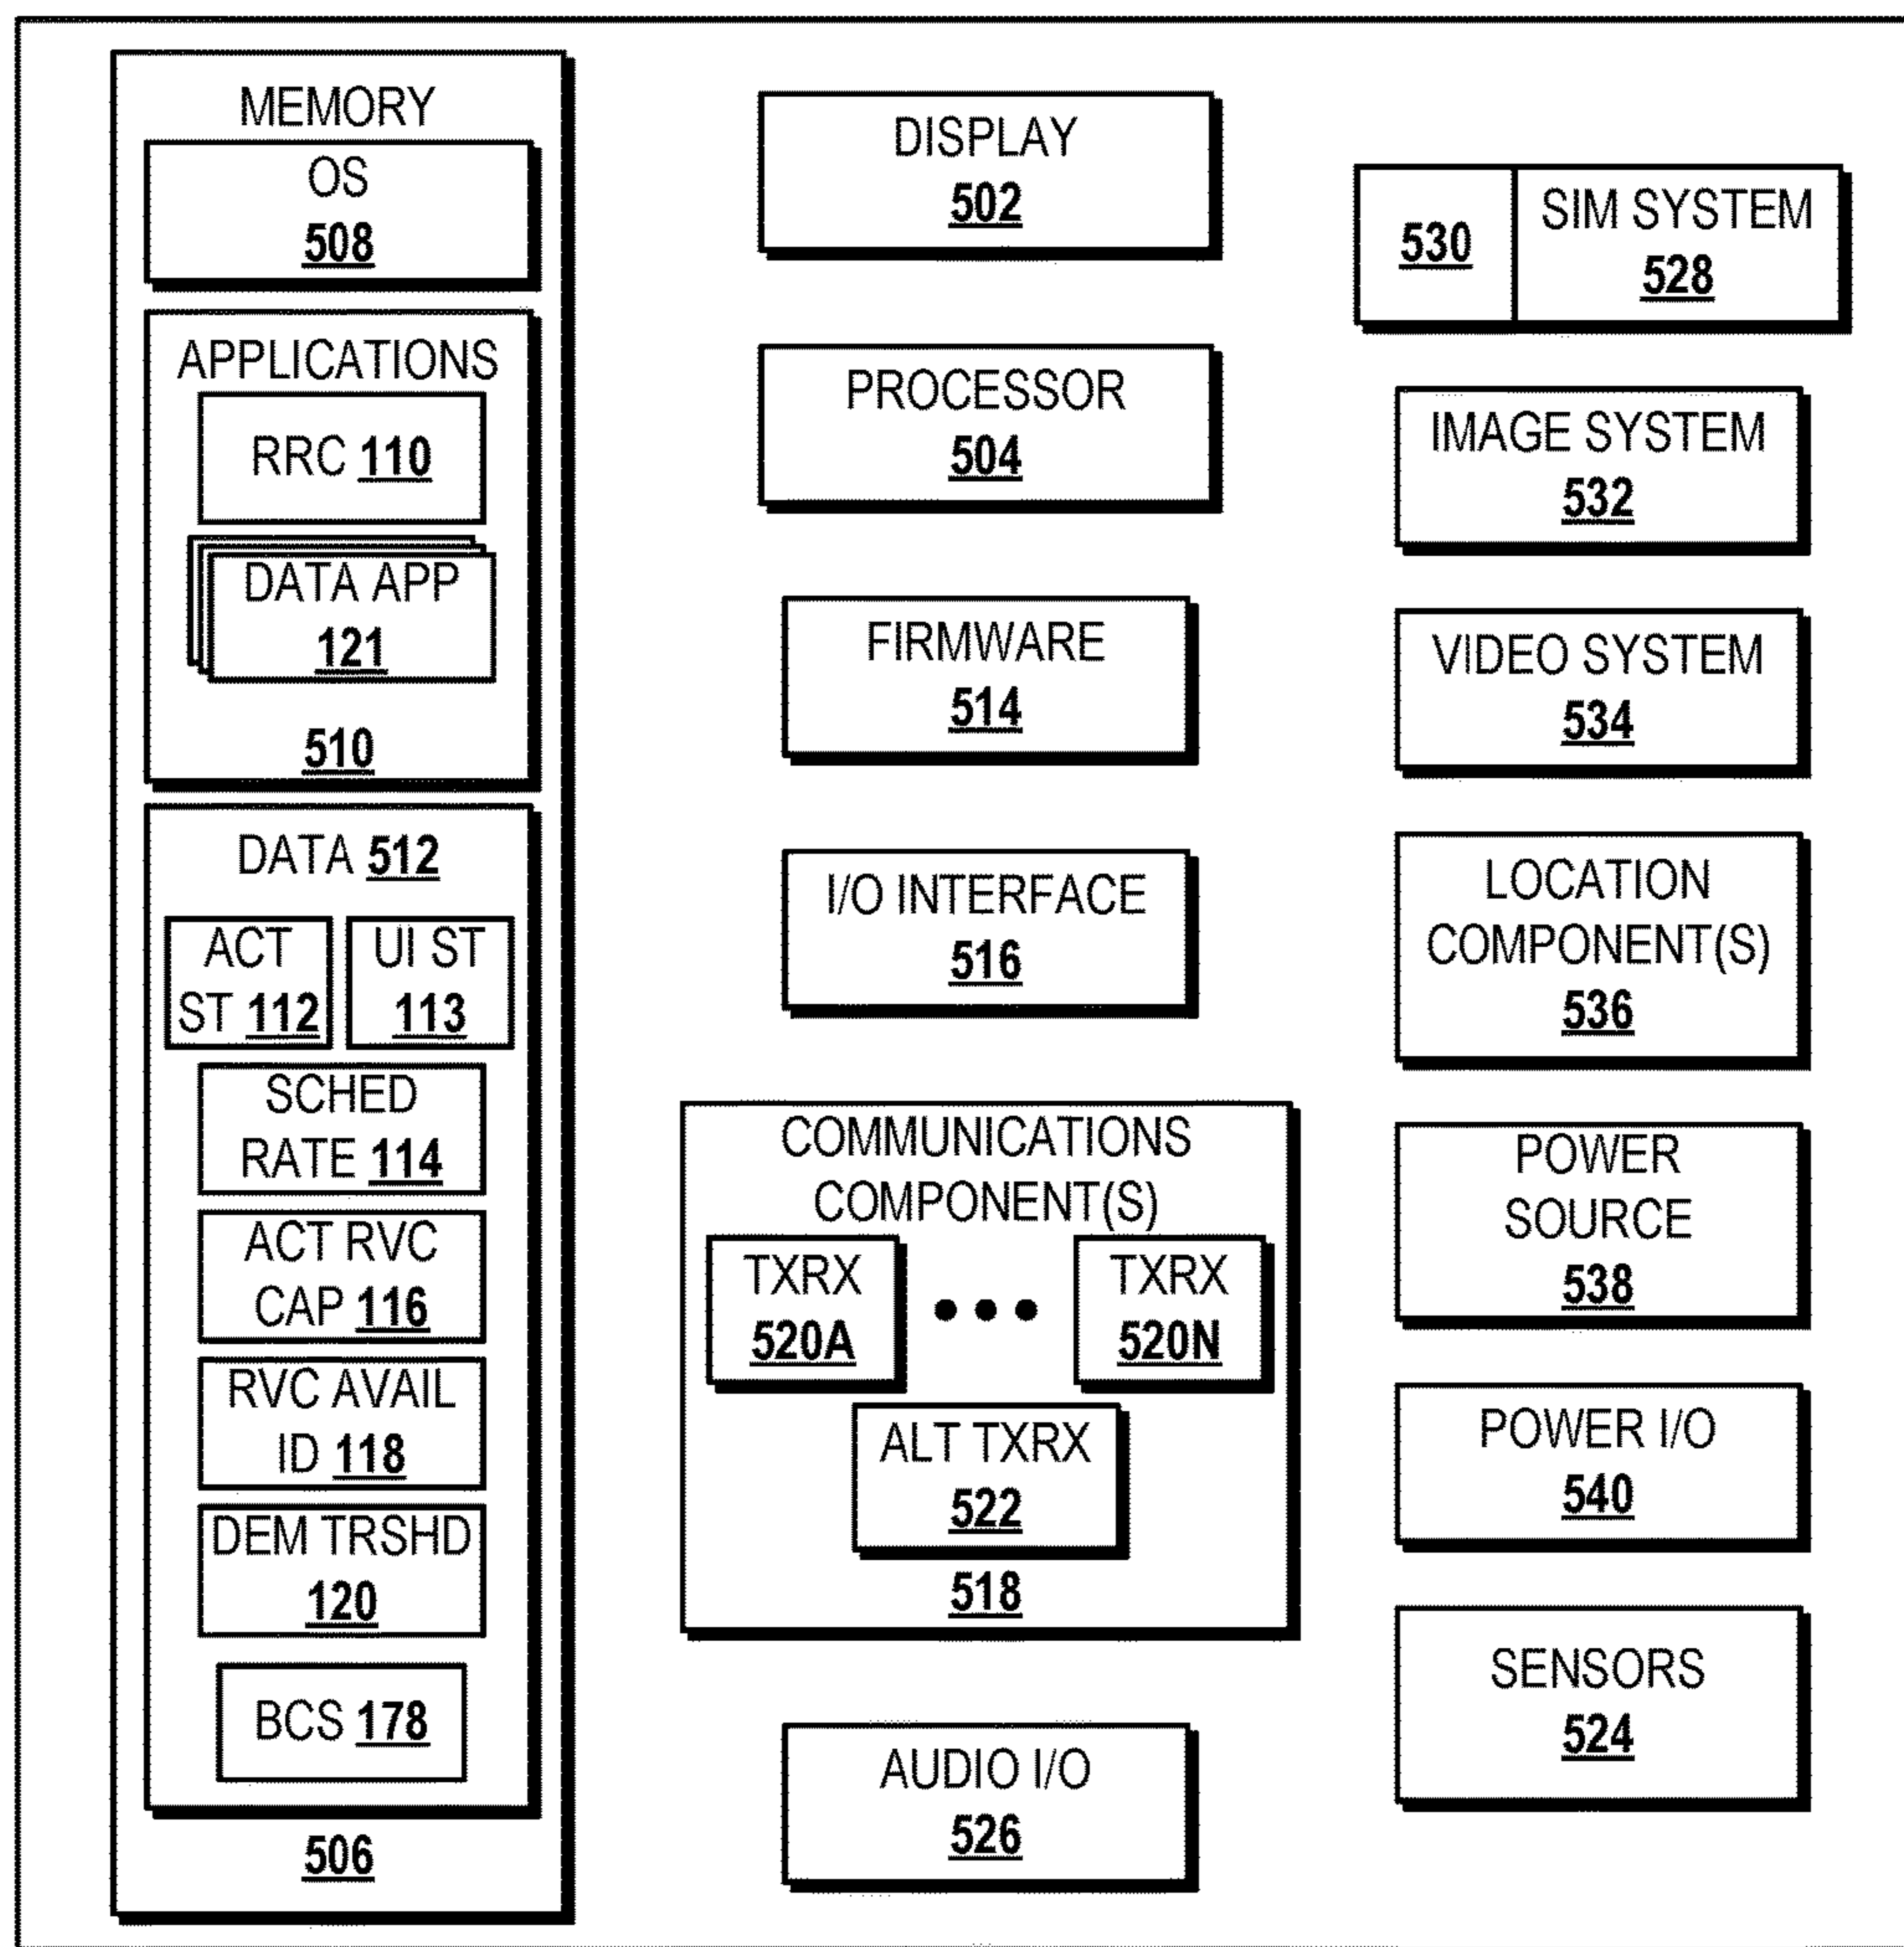 MEMORY
OS
508
APPLICATIONS
RRC 110
DATA APP
121
510
DATA 512
ACT
ST 112
UI ST
113
SCHED
RATE 114
ACT RVC
CAP 116
RVC AVAIL
ID 118
DEM TRSHD
120
BCS 178
506
DISPLAY
502
PROCESSOR
504
FIRMWARE
514
I/O INTERFACE
516
COMMUNICATIONS
COMPONENT(S)
TXRX
520A
TXRX
520N
ALT TXRX
522
518
AUDIO I/O
526
530
SIM SYSTEM
528
IMAGE SYSTEM
532
VIDEO SYSTEM
534
LOCATION
COMPONENT(S)
536
POWER
SOURCE
538
POWER I/O
540
SENSORS
524